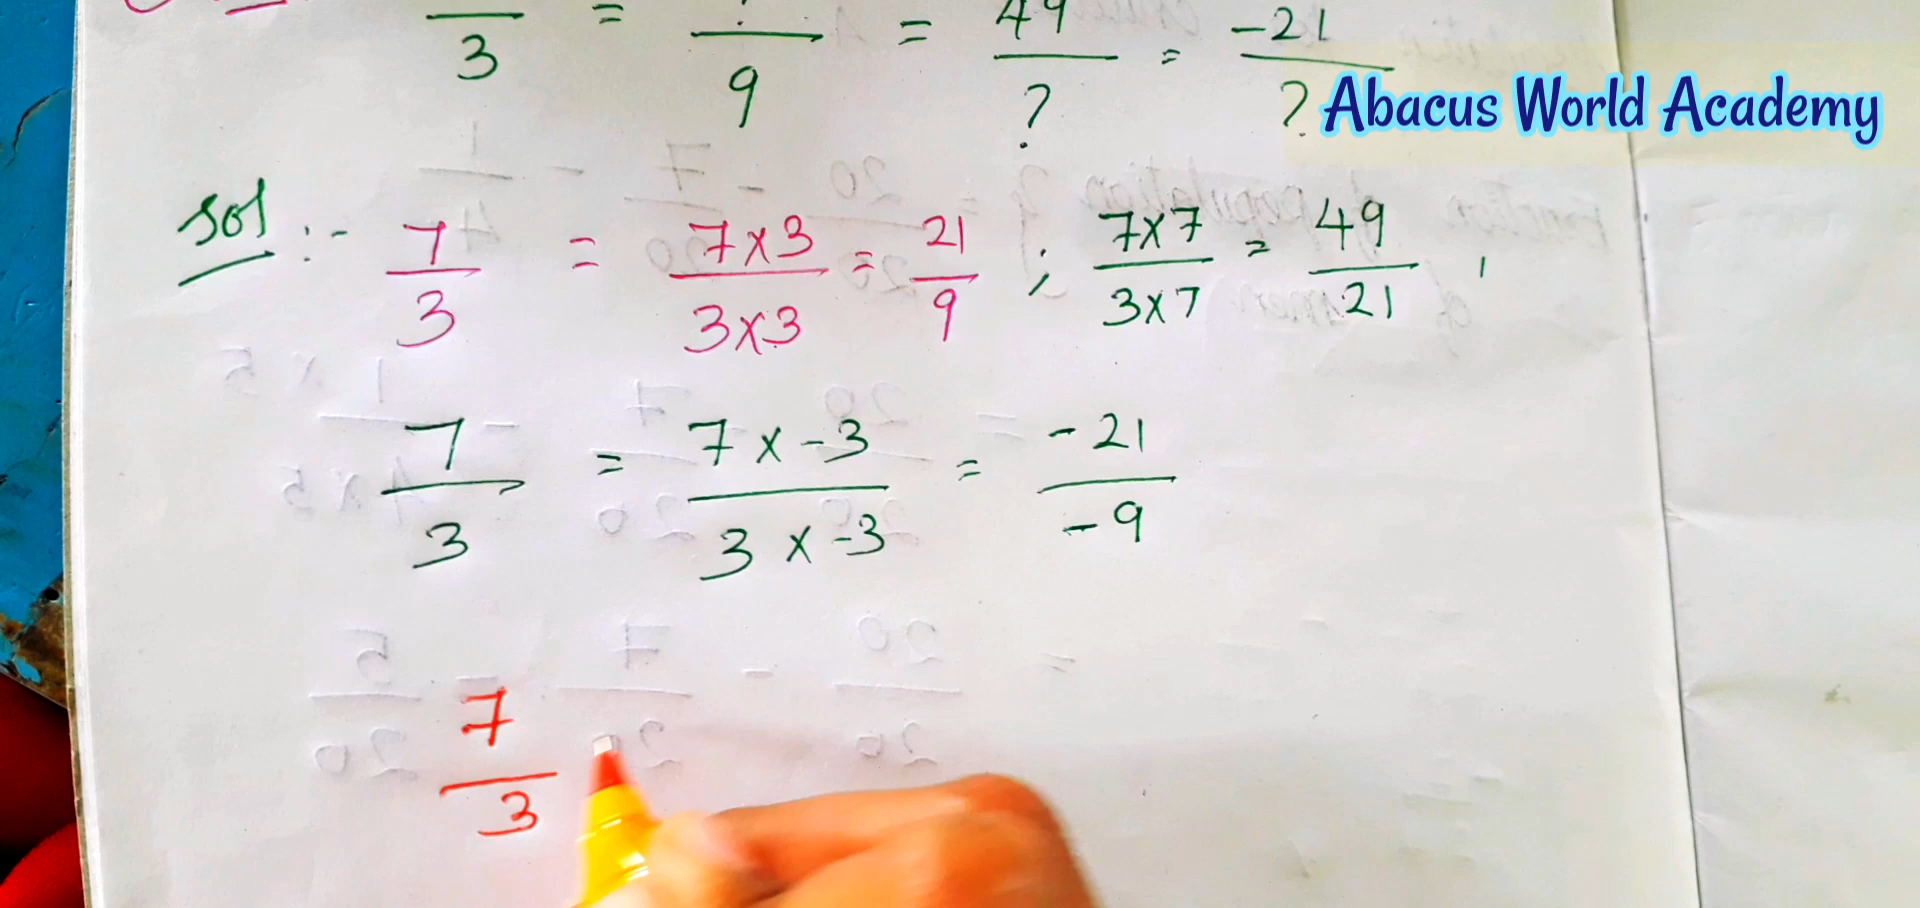 /3 = ?/9 = 49/? = -21/?
Abacus World Academy
Sol :- 7/3 = 7x3/3x3 = 21/9 ; 7x7/3x7 = 49/21 ,
7/3 = 7 x -3/3 x -3 = -21/-9
7/3